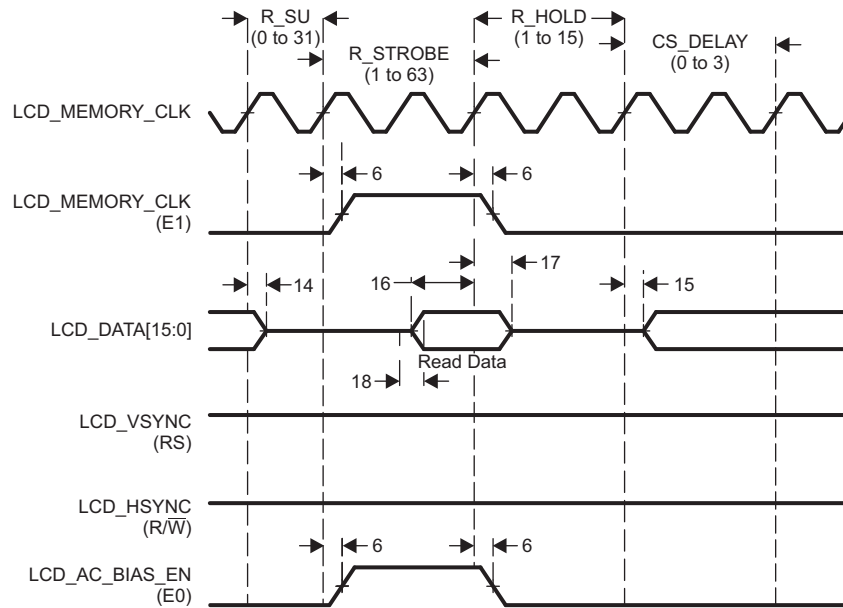 R_SU
(0 to 31)
R_HOLD
(1 to 15)
R_STROBE
(1 to 63)
CS_DELAY
(0 to 3)
LCD_MEMORY_CLK
6
6
LCD_MEMORY_CLK
(E1)
14
16
17
15
LCD_DATA[15:0]
Read Data
18
LCD_VSYNC
(RS)
LCD_HSYNC
(R/W̅)
6
6
LCD_AC_BIAS_EN
(E0)